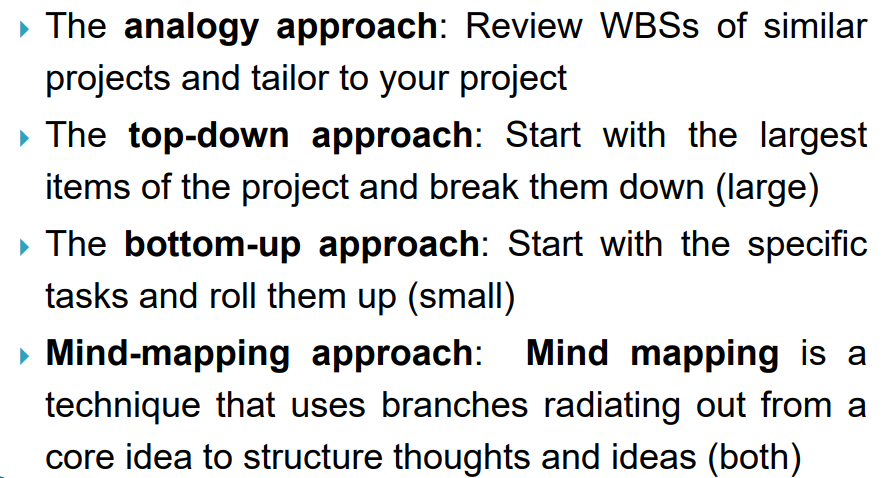 The analogy approach: Review WBSs of similar
projects and tailor to your project
The top-down approach: Start with the largest
items of the project and break them down (large)
The bottom-up approach: Start with the specific
tasks and roll them up (small)
Mind-mapping approach: Mind mapping is a
technique that uses branches radiating out from a
core idea to structure thoughts and ideas (both)